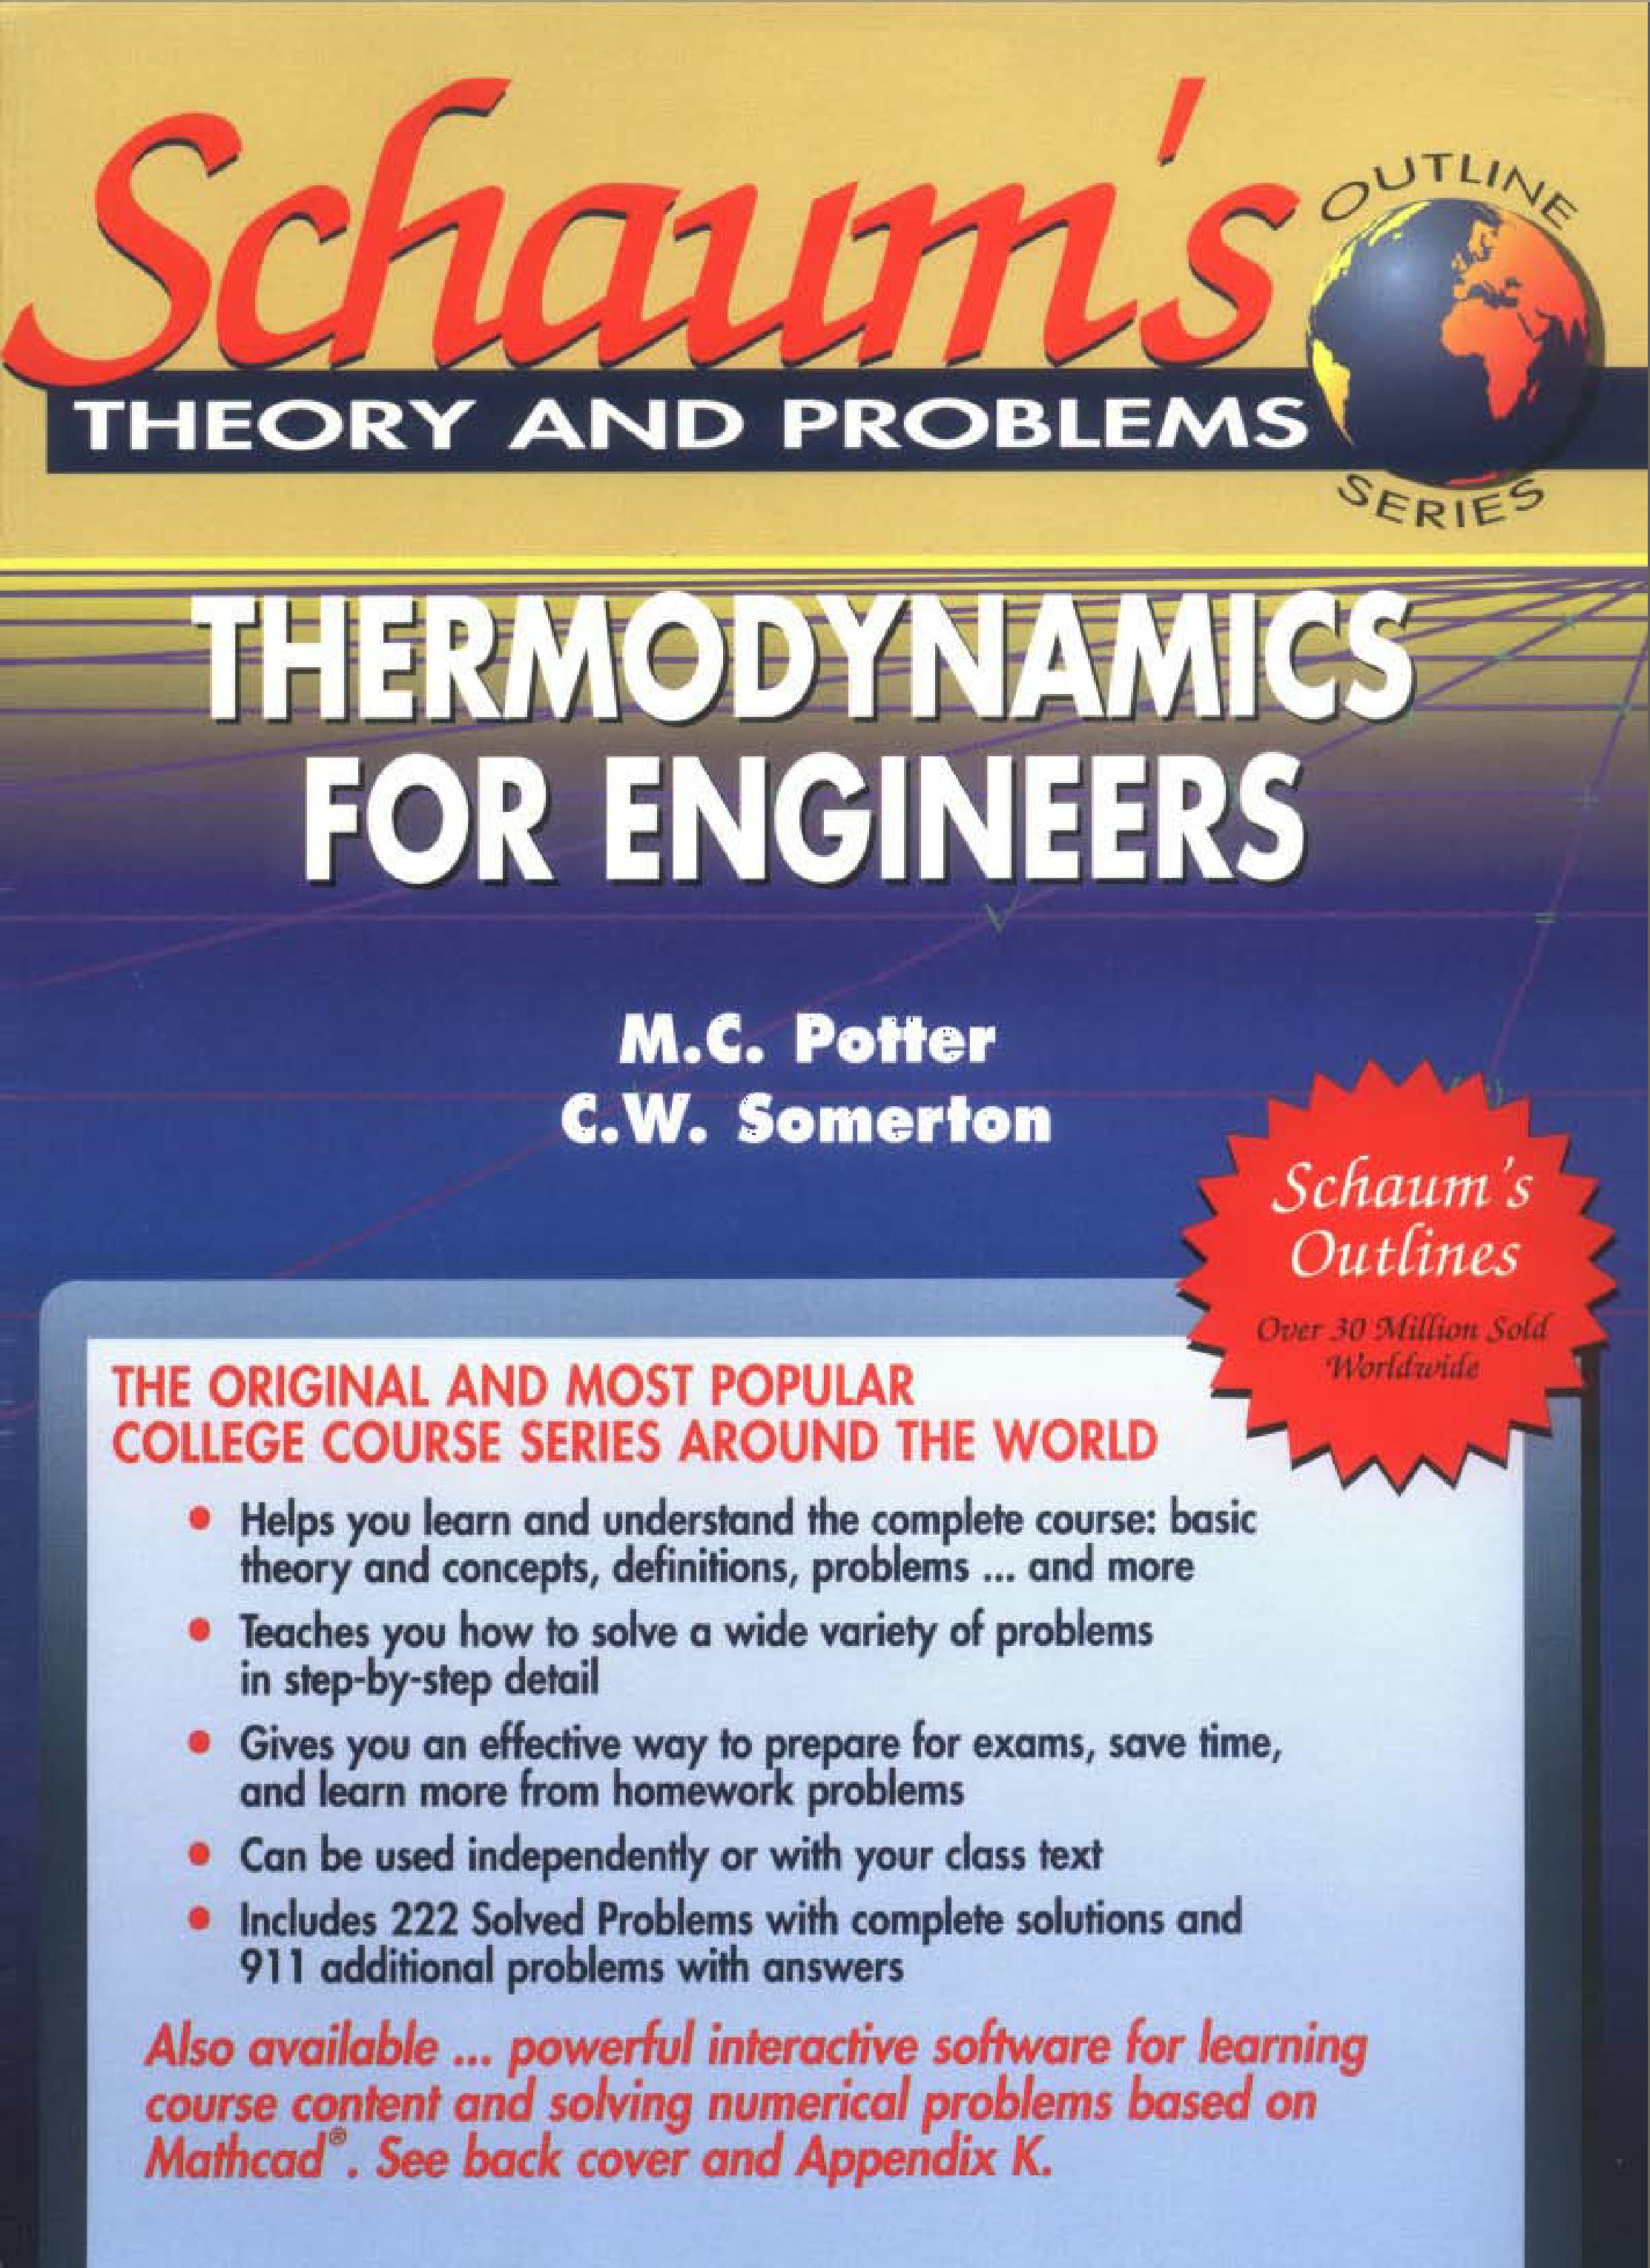 Schaum's
OUTLINE
THEORY AND PROBLEMS
SERIES
THERMODYNAMICS
FOR ENGINEERS
M.C. Potter
C.W. Somerton
Schaum's
Outlines
Over 30 Million Sold
Worldwide
THE ORIGINAL AND MOST POPULAR
COLLEGE COURSE SERIES AROUND THE WORLD
• Helps you learn and understand the complete course: basic
theory and concepts, definitions, problems ... and more
• Teaches you how to solve a wide variety of problems
in step-by-step detail
• Gives you an effective way to prepare for exams, save time,
and learn more from homework problems
• Can be used independently or with your class text
• Includes 222 Solved Problems with complete solutions and
911 additional problems with answers
Also available ... powerful interactive software for learning
course content and solving numerical problems based on
Mathcad®. See back cover and Appendix K.